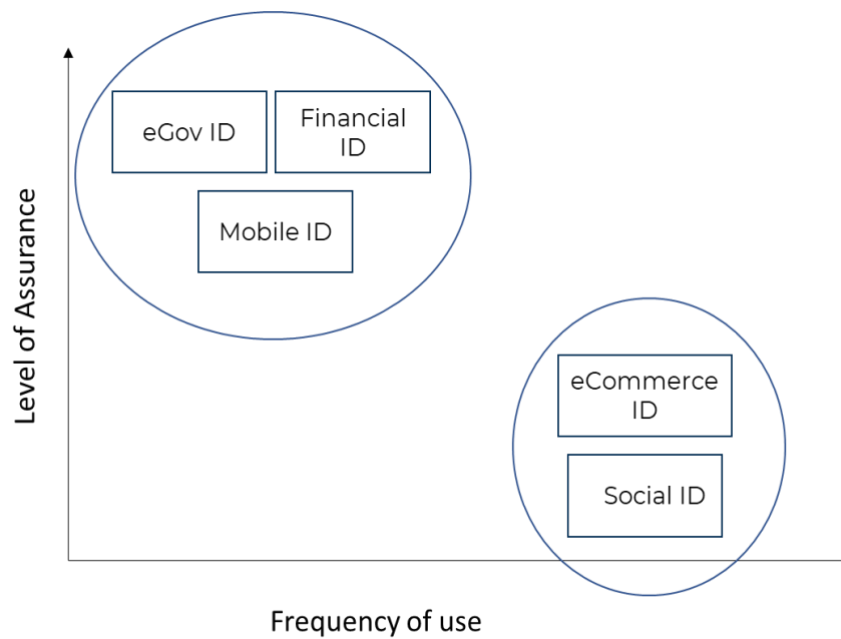 eGov ID
Financial
ID
Mobile ID
Level of Assurance
eCommerce
ID
Social ID
Frequency of use